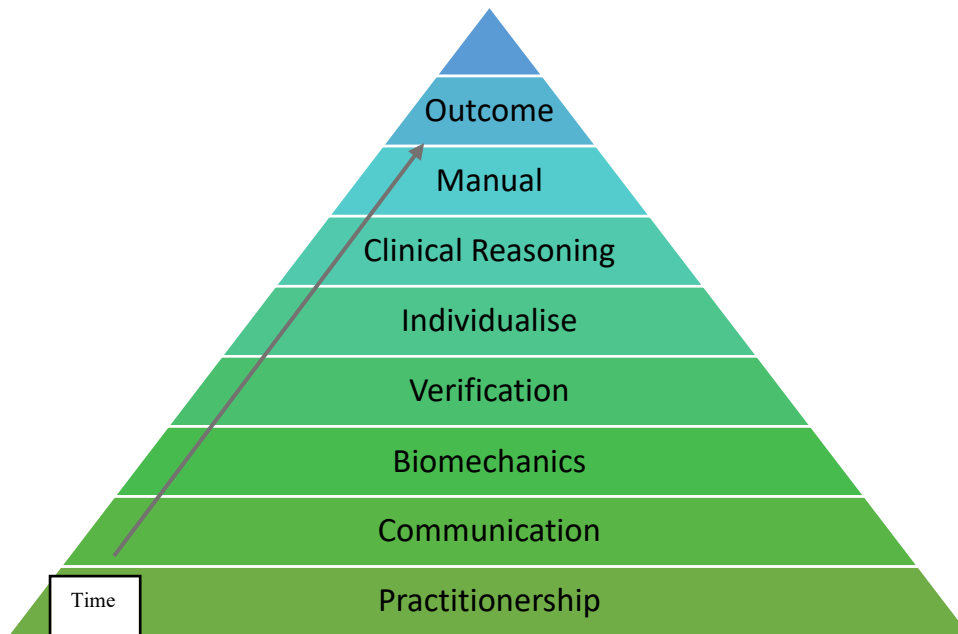 Outcome
Manual
Clinical Reasoning
Individualise
Verification
Biomechanics
Communication
Practitionership
Time